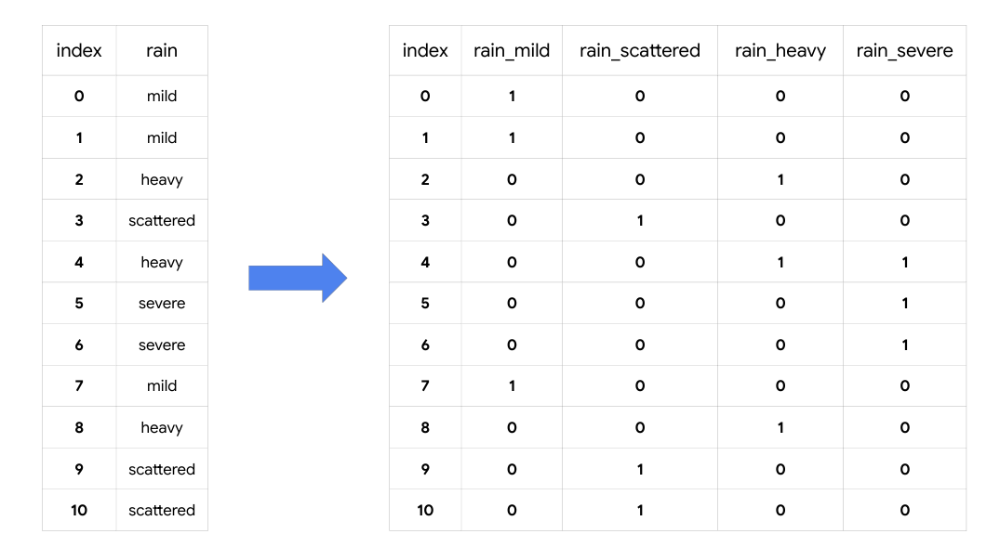 index rain
0 mild
1 mild
2 heavy
3 scattered
4 heavy
5 severe
6 severe
7 mild
8 heavy
9 scattered
10 scattered
index rain_mild rain_scattered rain_heavy rain_severe
0 1 0 0 0
1 1 0 0 0
2 0 0 1 0
3 0 1 0 0
4 0 0 1 1
5 0 0 0 1
6 0 0 0 1
7 1 0 0 0
8 0 0 1 0
9 0 1 0 0
10 0 1 0 0